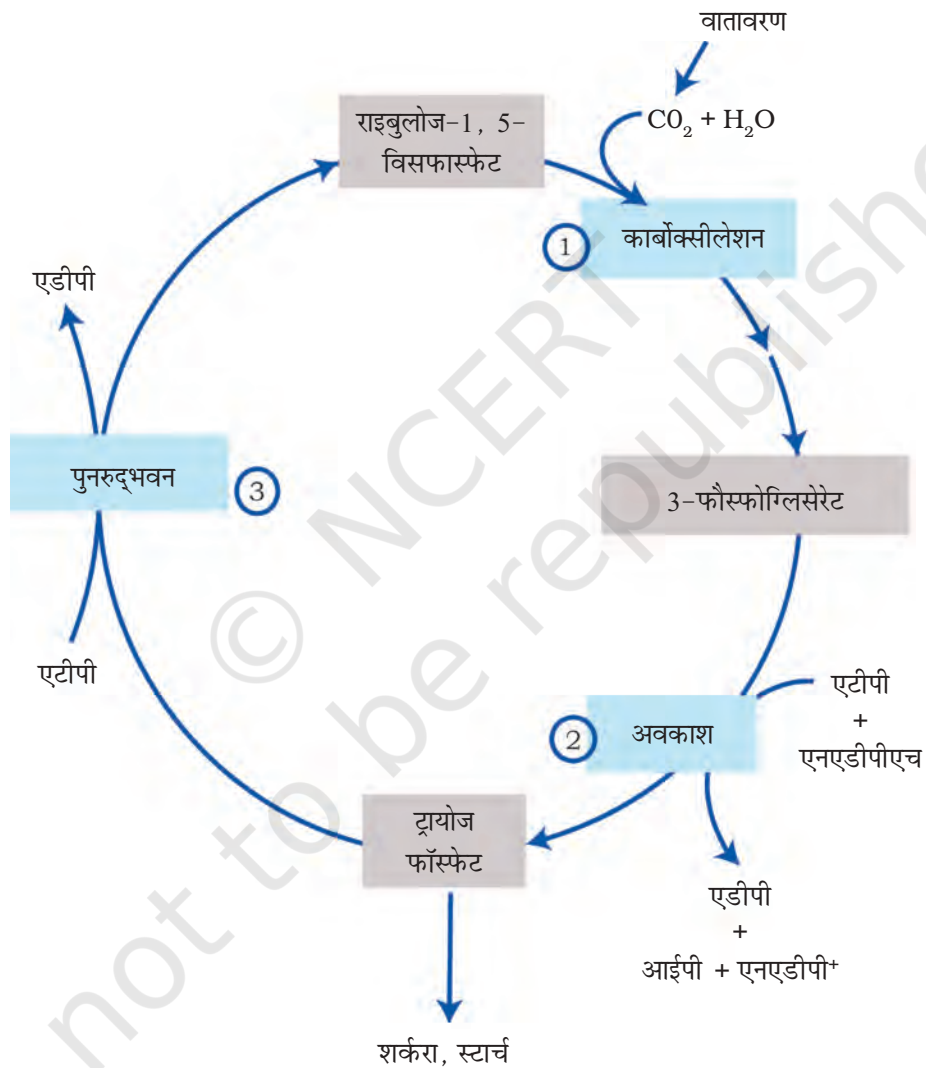 वातावरण
CO₂ + H₂O
राइबुलोज-1, 5-
विसफास्फेट
1
कार्बोक्सीलेशन
एडीपी
पुनरुद्भवन
3
3-फौस्फोग्लिसेरेट
एटीपी
2
अवकाश
एटीपी
+
एनएडीपीएच
ट्रायोज
फॉस्फेट
एडीपी
+
आईपी + एनएडीपी⁺
शर्करा, स्टार्च
© NCERT
not to be republishe